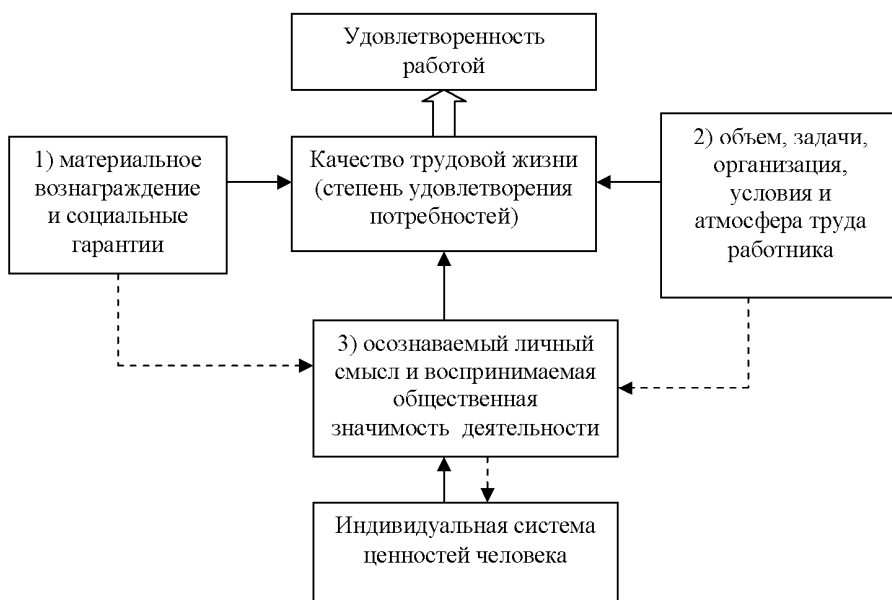 Удовлетворенность
работой
1) материальное
вознаграждение
и социальные
гарантии
Качество трудовой жизни
(степень удовлетворения
потребностей)
2) объем, задачи,
организация,
условия и
атмосфера труда
работника
3) осознаваемый личный
смысл и воспринимаемая
общественная
значимость деятельности
Индивидуальная система
ценностей человека